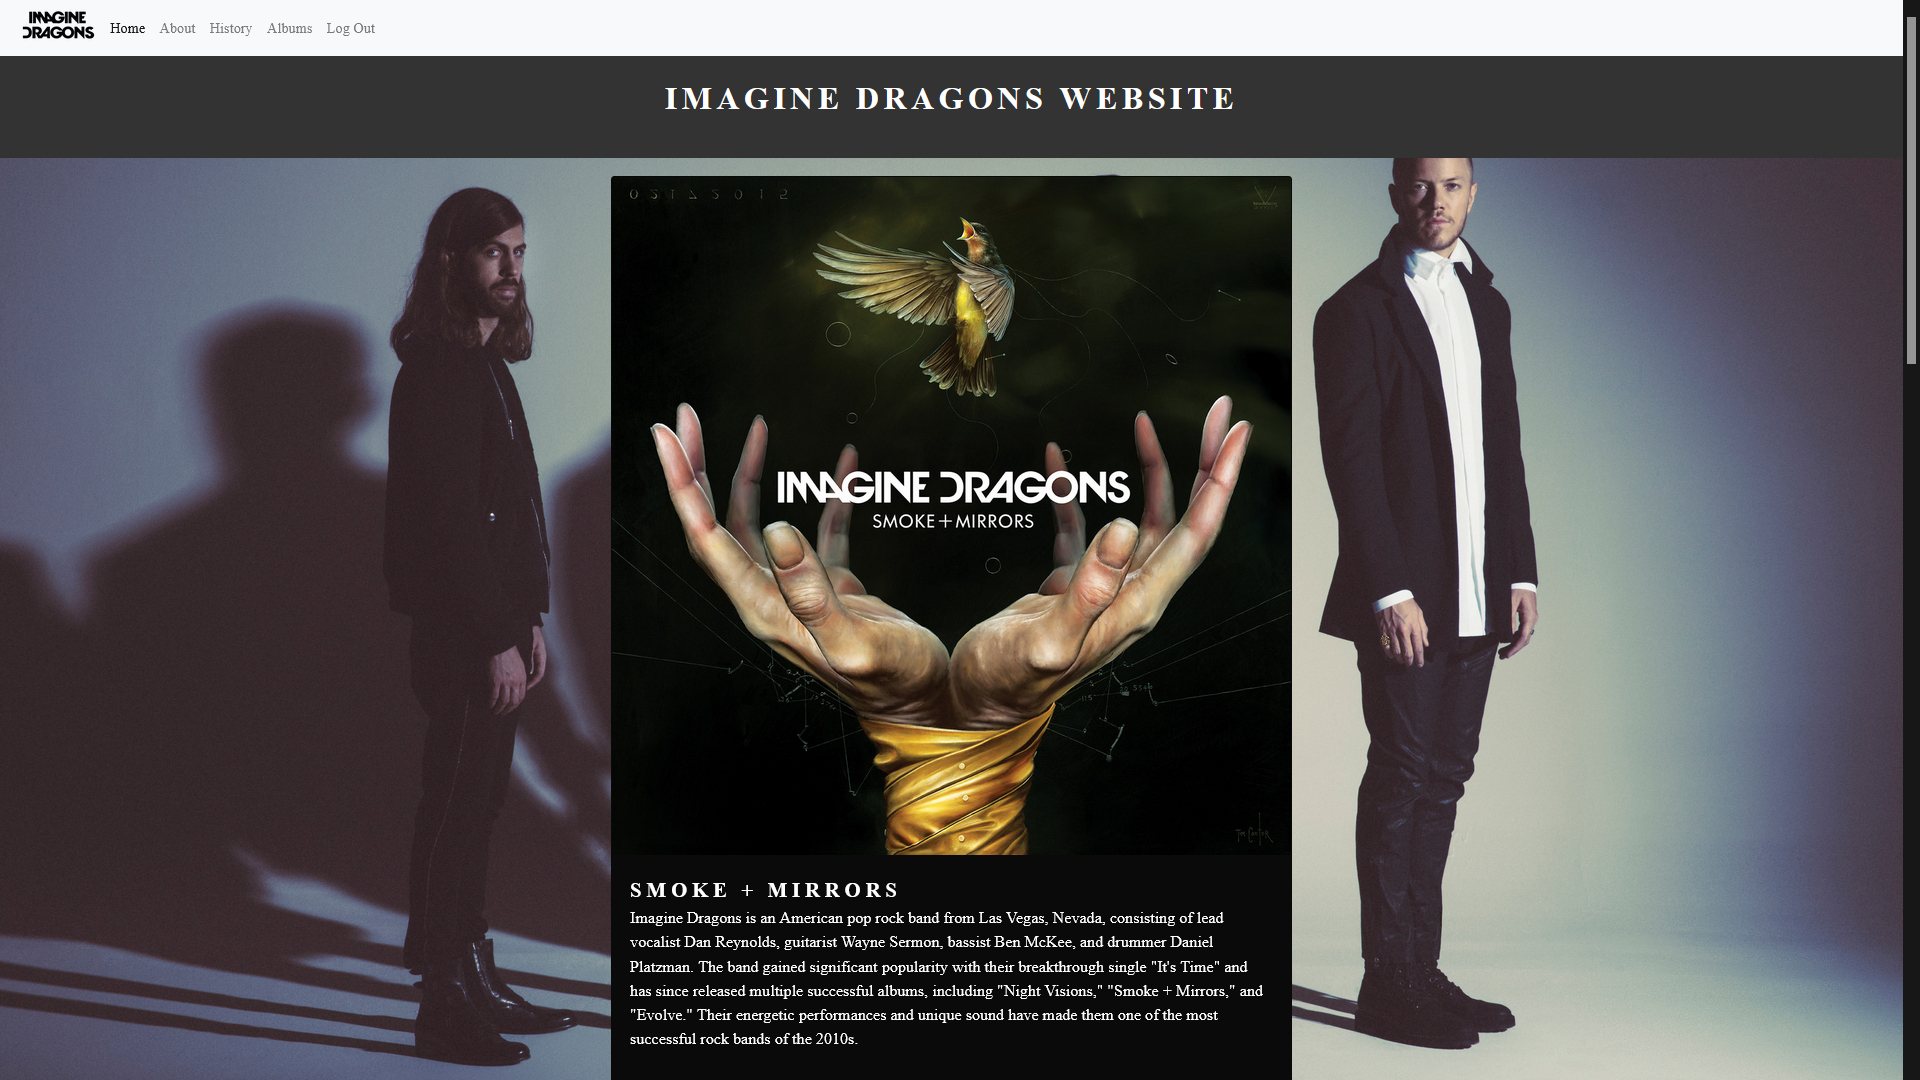 IMAGINE
DRAGONS
Home About History Albums Log Out
IMAGINE DRAGONS WEBSITE
IMAGINE DRAGONS
SMOKE+MIRRORS
SMOKE + MIRRORS
Imagine Dragons is an American pop rock band from Las Vegas, Nevada, consisting of lead
vocalist Dan Reynolds, guitarist Wayne Sermon, bassist Ben McKee, and drummer Daniel
Platzman. The band gained significant popularity with their breakthrough single "It's Time" and
has since released multiple successful albums, including "Night Visions," "Smoke + Mirrors," and
"Evolve." Their energetic performances and unique sound have made them one of the most
successful rock bands of the 2010s.